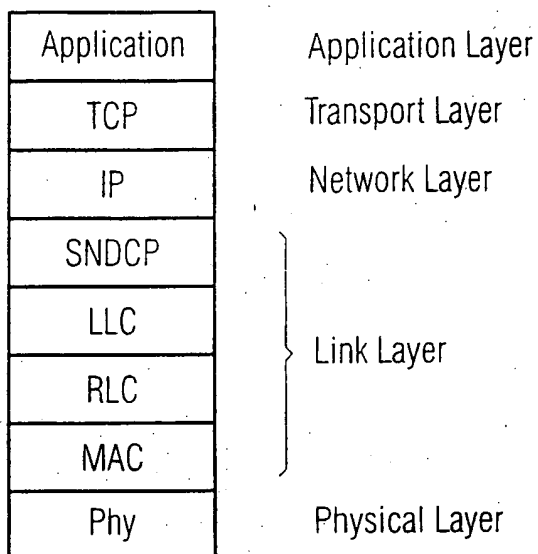 Application Application Layer
TCP Transport Layer
IP Network Layer
SNDCP
LLC
Link Layer
RLC
MAC
Phy Physical Layer